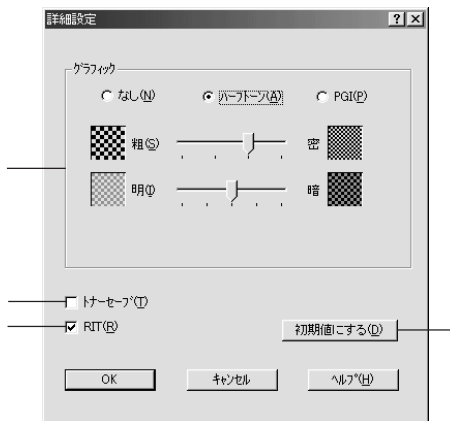 詳細設定
グラフィック
なし(N) ハーフトーン(A) PGI(P)
粗(S) 密
明(I) 暗
トナーセーブ(T)
RIT(R)
初期値にする(D)
OK キャンセル ヘルプ(H)